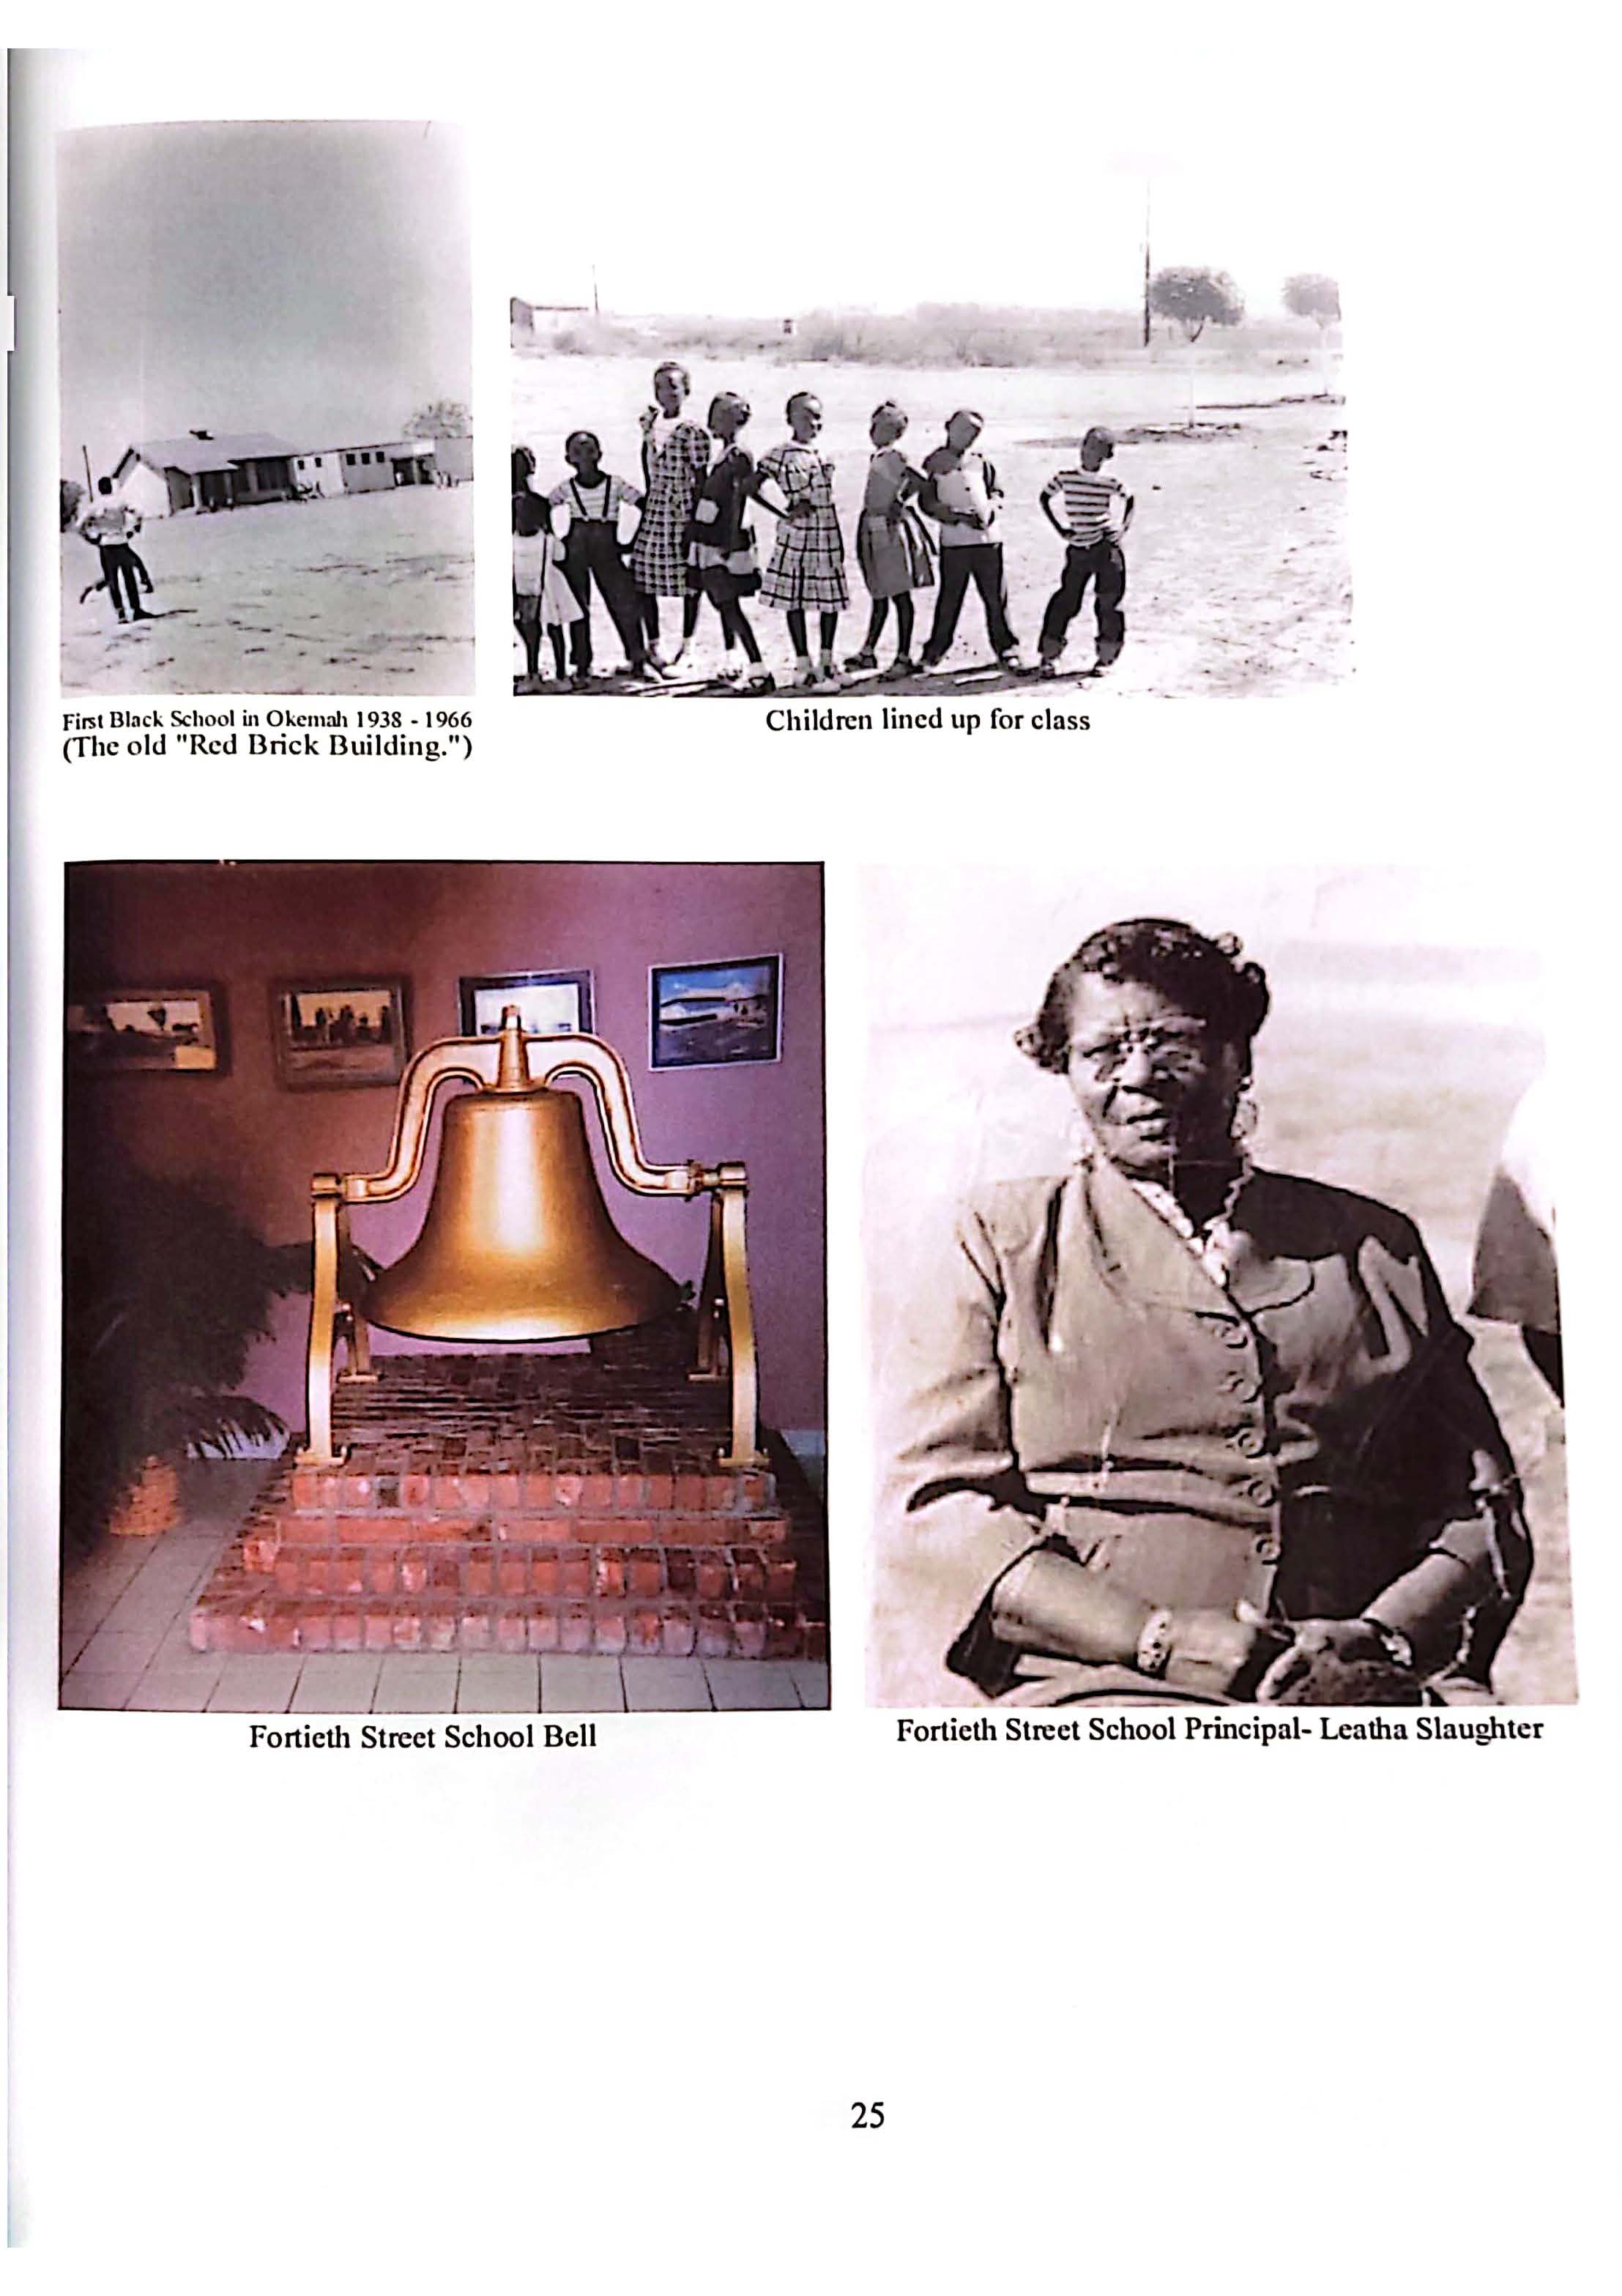 First Black School in Okemah 1938 - 1966
(The old "Red Brick Building.")
Children lined up for class
Fortieth Street School Bell
Fortieth Street School Principal- Leatha Slaughter
25